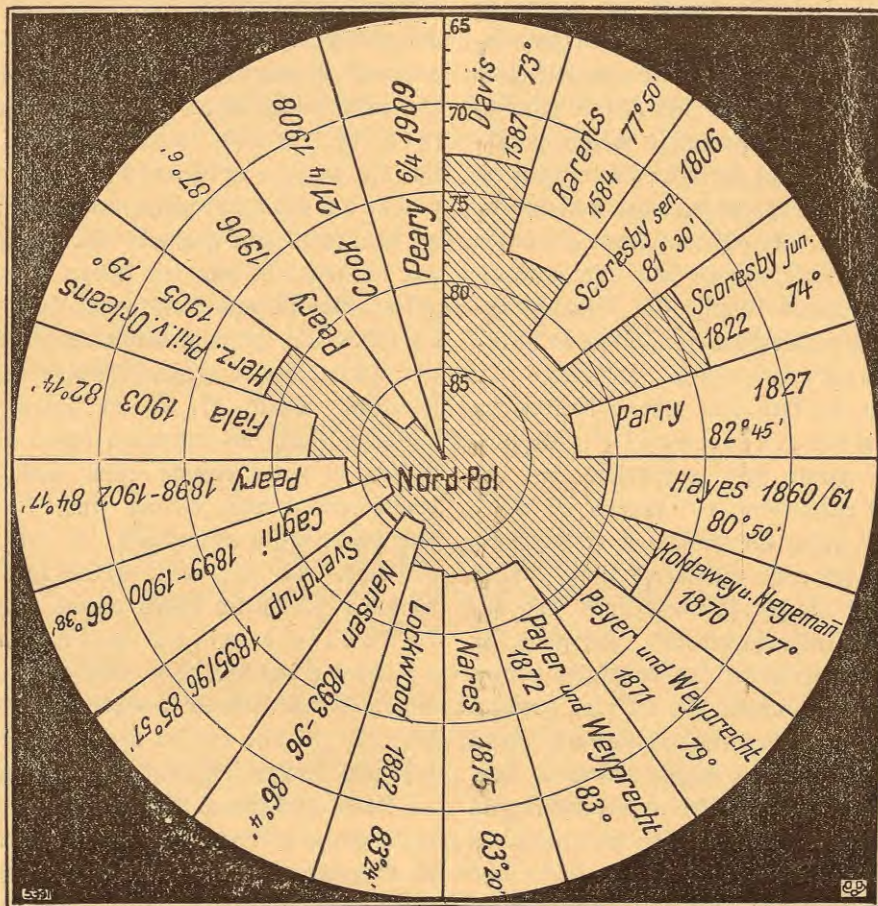 65
70
75
80
85
Davis
1587
73°
Barents
1584
77° 50'
Scoresby sen.
1806
81° 30'
Scoresby jun.
1822
74°
Parry
1827
82° 45'
Hayes 1860/61
80° 50'
Koldewey u. Hegemañ
1870
77°
Payer und Weyprecht
1871
79°
Payer und Weyprecht
1872
83°
Nares
1875
83° 20'
Lockwood
1882
83° 24'
Nansen
1893-96
86° 4°
Sverdrup
1895/96
85° 57'
Cagni
1899-1900
86° 38'
Peary 1898-1902 84° 17'
Fiala
1903
82° 14'
Herz. Phil. v. Orleans
1905
79°
Peary
1906
87° 6'
Cook
21/4 1908
Peary
6/4 1909
Nord-Pol
5391